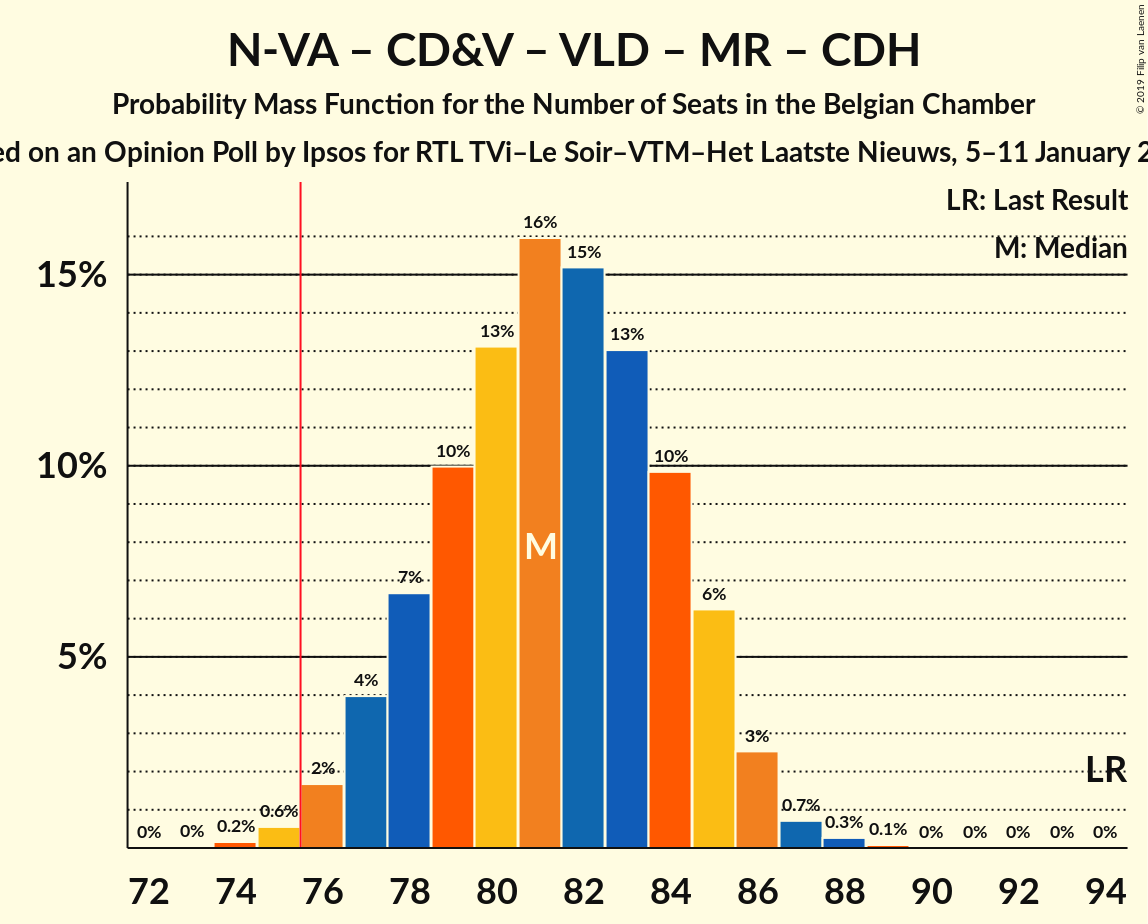 N-VA – CD&V – VLD – MR – CDH
Probability Mass Function for the Number of Seats in the Belgian Chamber
on an Opinion Poll by Ipsos for RTL TVi–Le Soir–VTM–Het Laatste Nieuws, 5–11 January
© 2019 Filip van Laenen
LR: Last Result
M: Median
15%
10%
5%
0% 0% 0.2% 0.6% 2% 4% 7% 10% 13% 16% 15% 13% 10% 6% 3% 0.7% 0.3% 0.1% 0% 0% 0% 0% 0%
M
LR
72 74 76 78 80 82 84 86 88 90 92 94